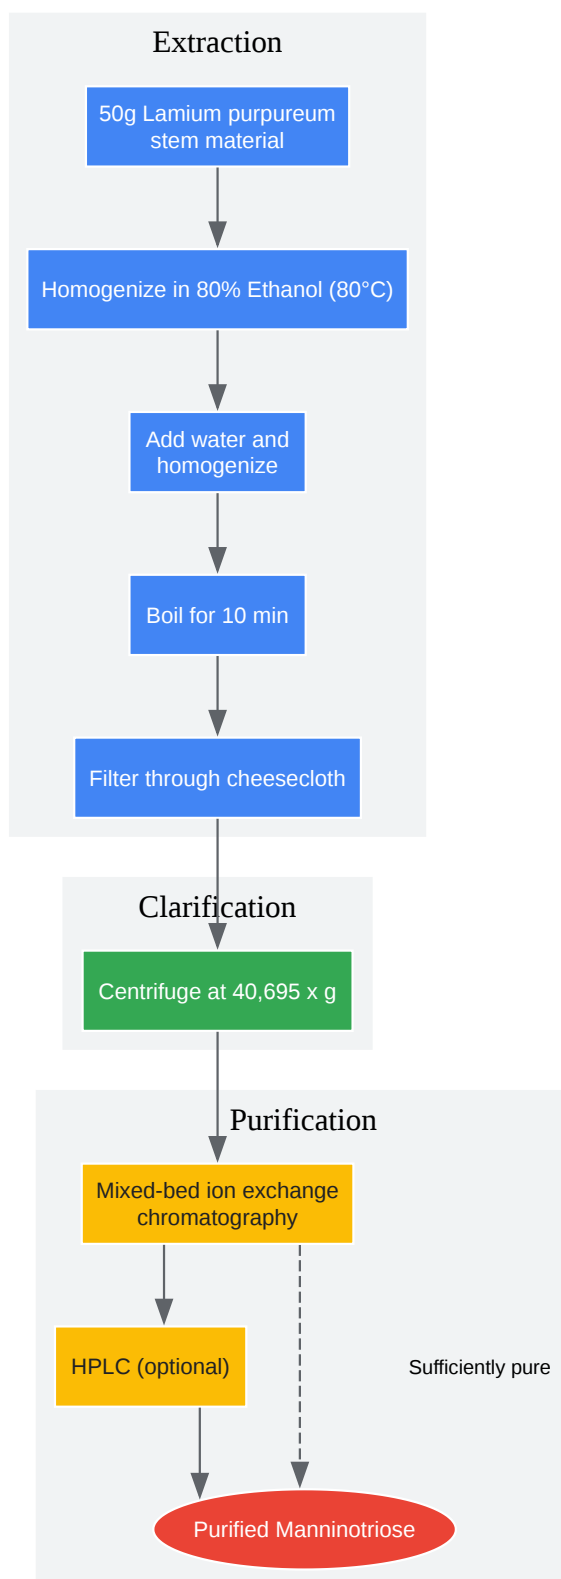 Extraction
50g Lamium purpureum
stem material
Homogenize in 80% Ethanol (80°C)
Add water and
homogenize
Boil for 10 min
Filter through cheesecloth
Clarification
Centrifuge at 40,695 x g
Purification
Mixed-bed ion exchange
chromatography
HPLC (optional)
Sufficiently pure
Purified Manninotriose